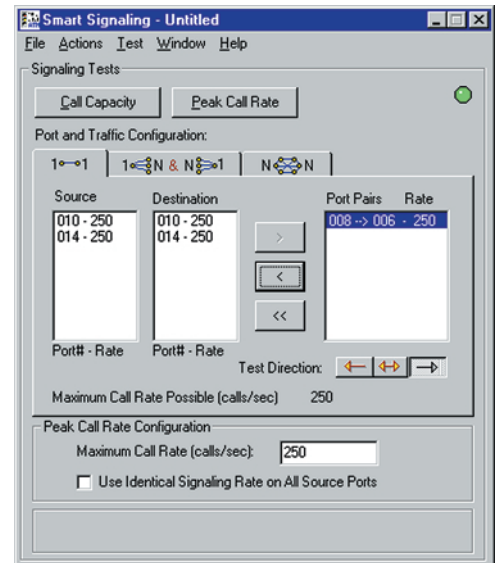 Smart Signaling - Untitled
File Actions Test Window Help
Signaling Tests
Call Capacity Peak Call Rate
Port and Traffic Configuration:
1 1 1 N & N 1 N N
Source Destination Port Pairs Rate
010 - 250 010 - 250 008 --> 006 - 250
014 - 250 014 - 250
>
<
<<
Port# - Rate Port# - Rate
Test Direction:
Maximum Call Rate Possible (calls/sec) 250
Peak Call Rate Configuration
Maximum Call Rate (calls/sec): 250
Use Identical Signaling Rate on All Source Ports